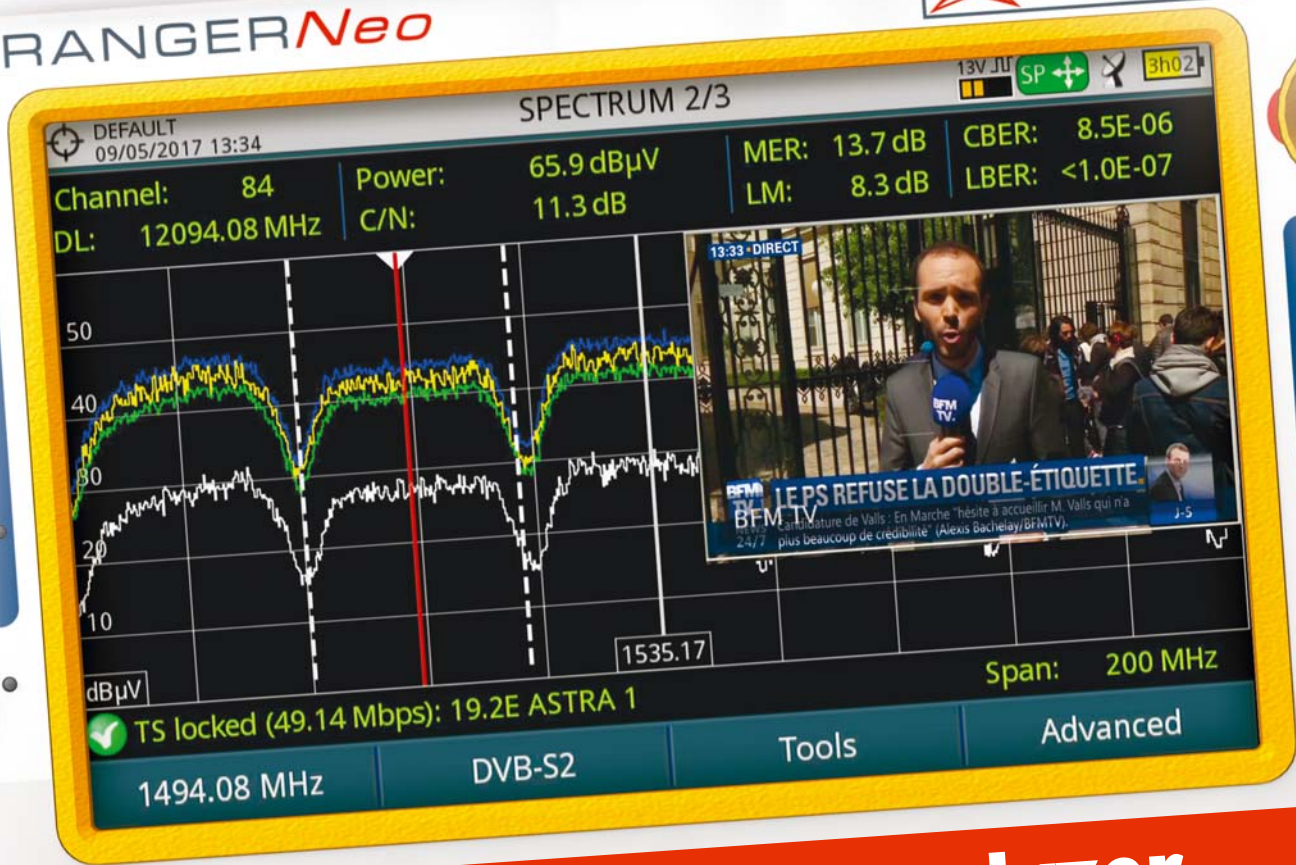 RANGERNeo
SPECTRUM 2/3
13V
SP
3h02
DEFAULT
09/05/2017 13:34
Channel: 84
DL: 12094.08 MHz
Power: 65.9 dBµV
C/N: 11.3 dB
MER: 13.7 dB
LM: 8.3 dB
CBER: 8.5E-06
LBER: <1.0E-07
13:33 DIRECT
50
40
30
20
10
dBµV
BFM
TV.
BFM
TV
LE PS REFUSE LA DOUBLE-ÉTIQUETTE
BFM TV
24/7
Candidature de Valls : En Marche "hésite à accueillir M. Valls qui n'a
plus beaucoup de crédibilité" (Alexis Bachelay/BFMTV).
J-5
1535.17
Span: 200 MHz
TS locked (49.14 Mbps): 19.2E ASTRA 1
1494.08 MHz
DVB-S2
Tools
Advanced